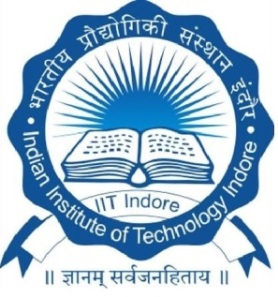 भारतीय प्रौद्योगिकी संस्थान इंदौर
Indian Institute of Technology Indore
IIT Indore
॥ ज्ञानम् सर्वजनहिताय ॥